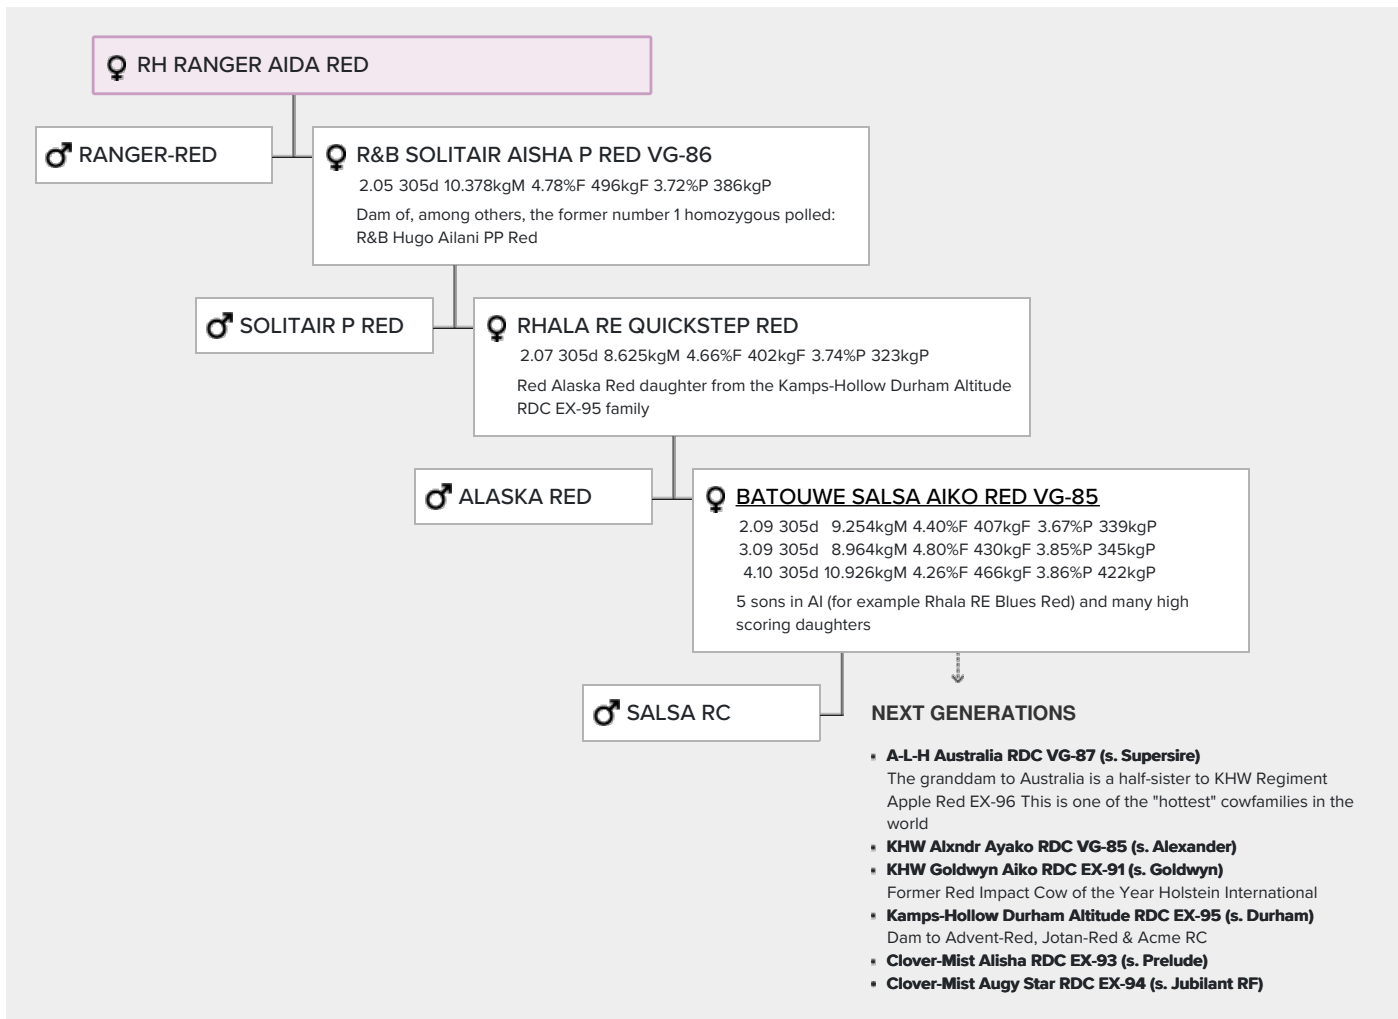 RH RANGER AIDA RED
RANGER-RED
R&B SOLITAIR AISHA P RED VG-86
2.05 305d 10.378kgM 4.78%F 496kgF 3.72%P 386kgP
Dam of, among others, the former number 1 homozygous polled:
R&B Hugo Ailani PP Red
SOLITAIR P RED
RHALA RE QUICKSTEP RED
2.07 305d 8.625kgM 4.66%F 402kgF 3.74%P 323kgP
Red Alaska Red daughter from the Kamps-Hollow Durham Altitude
RDC EX-95 family
ALASKA RED
BATOUWE SALSA AIKO RED VG-85
2.09 305d 9.254kgM 4.40%F 407kgF 3.67%P 339kgP
3.09 305d 8.964kgM 4.80%F 430kgF 3.85%P 345kgP
4.10 305d 10.926kgM 4.26%F 466kgF 3.86%P 422kgP
5 sons in AI (for example Rhala RE Blues Red) and many high
scoring daughters
SALSA RC
NEXT GENERATIONS
A-L-H Australia RDC VG-87 (s. Supersire)
The granddam to Australia is a half-sister to KHW Regiment
Apple Red EX-96 This is one of the "hottest" cowfamilies in the
world
KHW Alxndr Ayako RDC VG-85 (s. Alexander)
KHW Goldwyn Aiko RDC EX-91 (s. Goldwyn)
Former Red Impact Cow of the Year Holstein International
Kamps-Hollow Durham Altitude RDC EX-95 (s. Durham)
Dam to Advent-Red, Jotan-Red & Acme RC
Clover-Mist Alisha RDC EX-93 (s. Prelude)
Clover-Mist Augy Star RDC EX-94 (s. Jubilant RF)